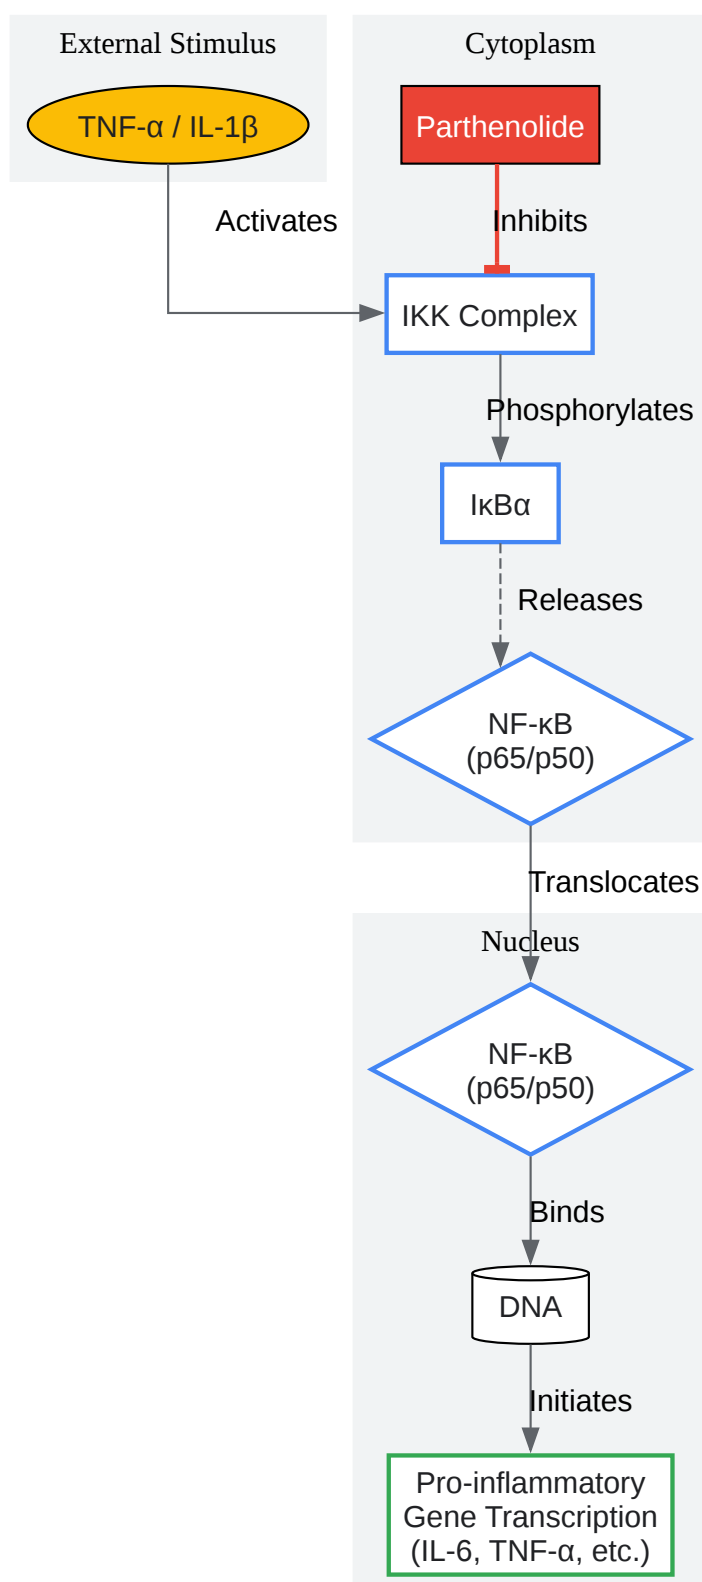 External Stimulus
Cytoplasm
TNF-α / IL-1β
Parthenolide
Activates
Inhibits
IKK Complex
Phosphorylates
IκBα
Releases
NF-κB
(p65/p50)
Translocates
Nucleus
NF-κB
(p65/p50)
Binds
DNA
Initiates
Pro-inflammatory
Gene Transcription
(IL-6, TNF-α, etc.)